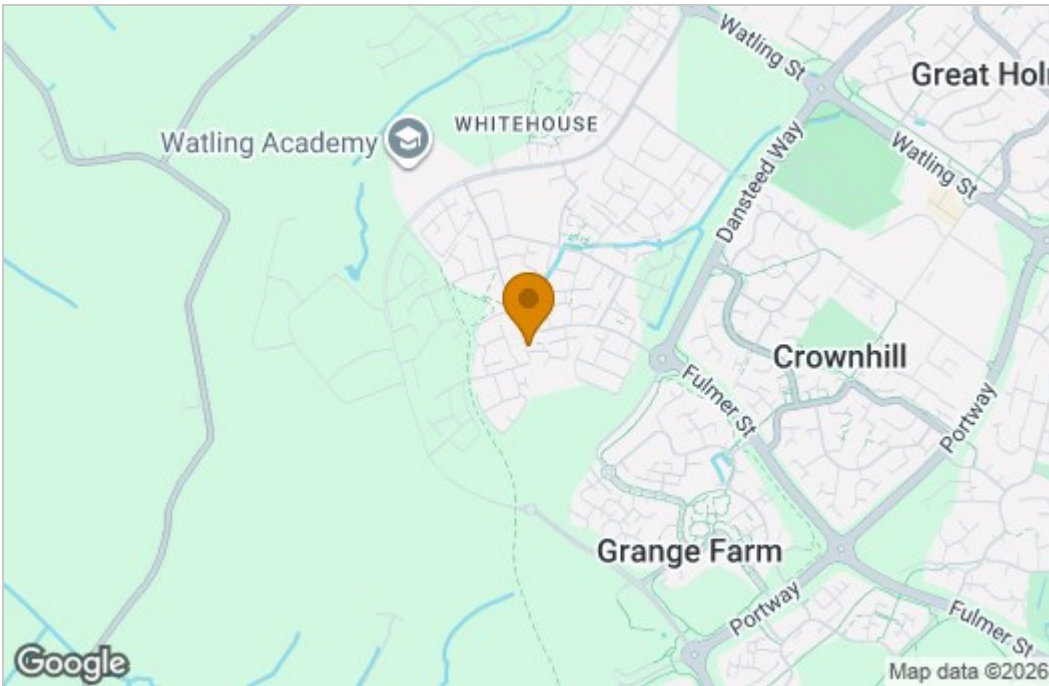 Watling St
Great Hol
WHITEHOUSE
Watling Academy
Dansteed Way
Watling St
Crownhill
Fulmer St
Portway
Grange Farm
Portway
Fulmer St
Google
Map data ©2026